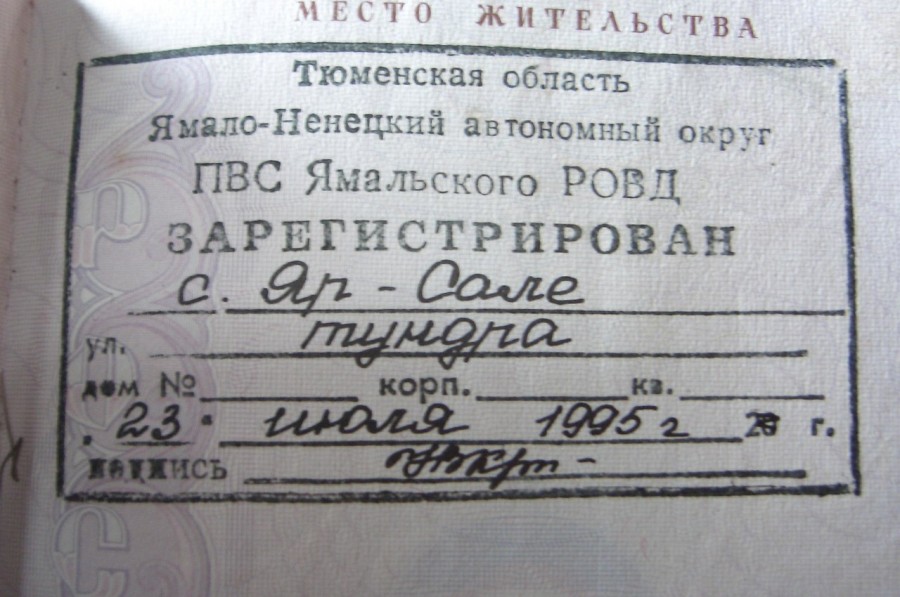 МЕСТО ЖИТЕЛЬСТВА
Тюменская область
Ямало-Ненецкий автономный округ
ПВС Ямальского РОВД
ЗАРЕГИСТРИРОВАН
с. Яр-Сале
ул. тундра
дом № корп. кв.
"23" июля 1995 г г.
подпись